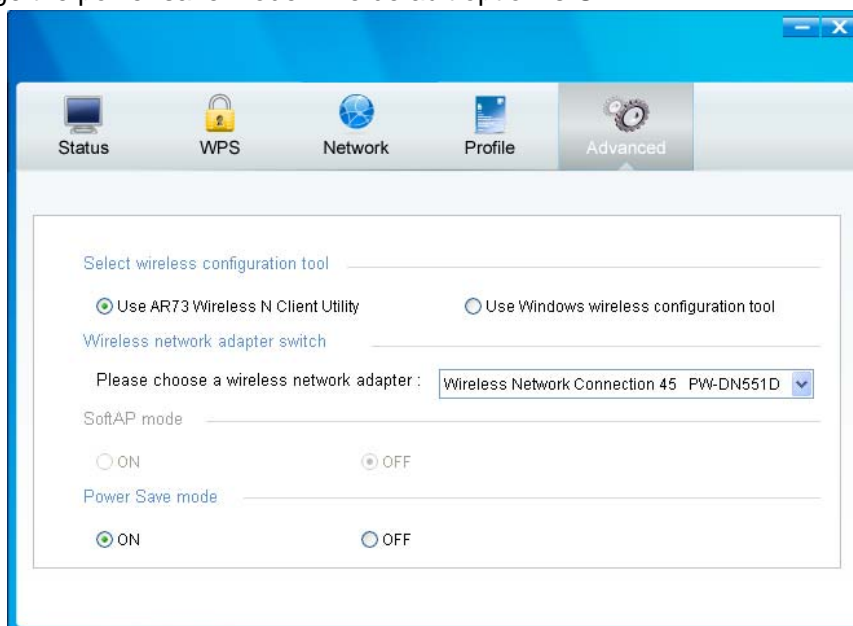 Status WPS Network Profile Advanced
Select wireless configuration tool
Use AR73 Wireless N Client Utility Use Windows wireless configuration tool
Wireless network adapter switch
Please choose a wireless network adapter : Wireless Network Connection 45 PW-DN551D
SoftAP mode
ON OFF
Power Save mode
ON OFF